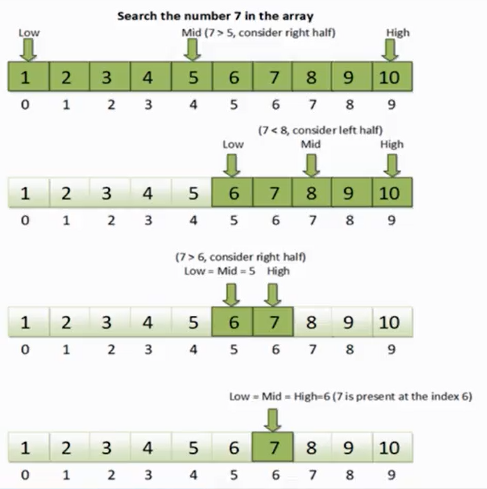 Search the number 7 in the array
Low Mid (7 > 5, consider right half) High
1 2 3 4 5 6 7 8 9 10
0 1 2 3 4 5 6 7 8 9
(7 < 8, consider left half)
Low Mid High
1 2 3 4 5 6 7 8 9 10
0 1 2 3 4 5 6 7 8 9
(7 > 6, consider right half)
Low = Mid = 5 High
1 2 3 4 5 6 7 8 9 10
0 1 2 3 4 5 6 7 8 9
Low = Mid = High=6 (7 is present at the index 6)
1 2 3 4 5 6 7 8 9 10
0 1 2 3 4 5 6 7 8 9